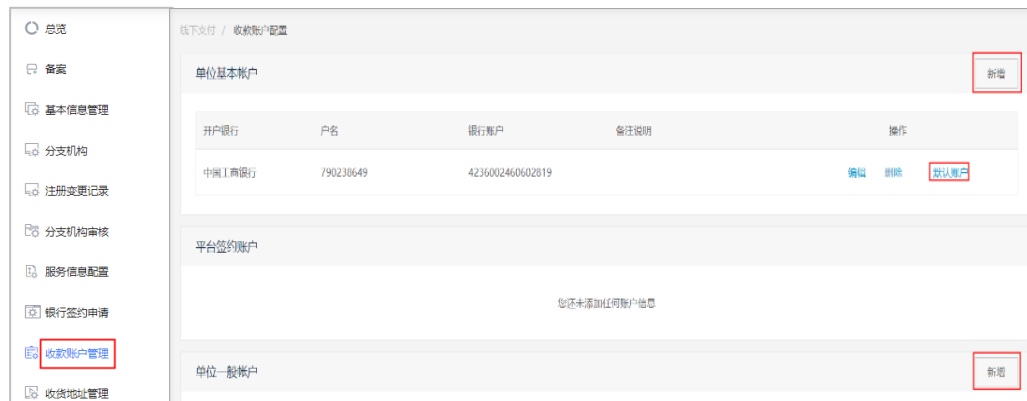 总览
备案
基本信息管理
分支机构
注册变更记录
分支机构审核
服务信息配置
银行签约申请
收款账户管理
收货地址管理
线下支付 / 收款账户配置
单位基本帐户
新增
开户银行 户名 银行账户 备注说明 操作
中国工商银行 790238649 4236002460602819 编辑 删除 默认账户
平台签约账户
您还未添加任何账户信息
单位一般帐户
新增